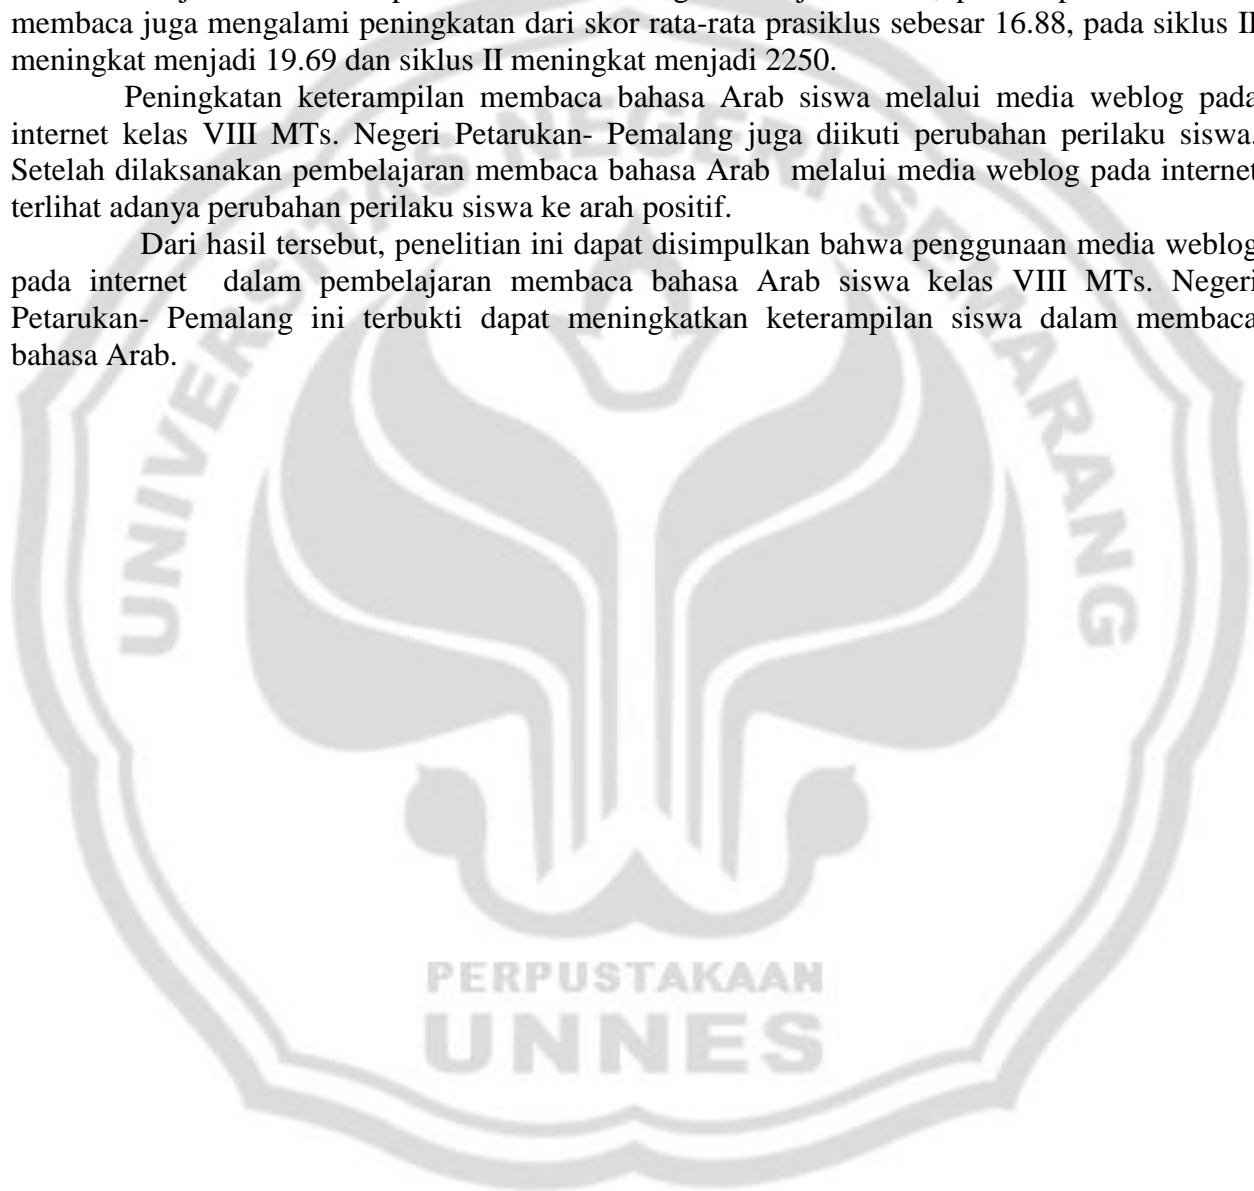 membaca juga mengalami peningkatan dari skor rata-rata prasiklus sebesar 16.88, pada siklus II
meningkat menjadi 19.69 dan siklus II meningkat menjadi 2250.
Peningkatan keterampilan membaca bahasa Arab siswa melalui media weblog pada
internet kelas VIII MTs. Negeri Petarukan- Pemalang juga diikuti perubahan perilaku siswa.
Setelah dilaksanakan pembelajaran membaca bahasa Arab melalui media weblog pada internet
terlihat adanya perubahan perilaku siswa ke arah positif.
Dari hasil tersebut, penelitian ini dapat disimpulkan bahwa penggunaan media weblog
pada internet dalam pembelajaran membaca bahasa Arab siswa kelas VIII MTs. Negeri
Petarukan- Pemalang ini terbukti dapat meningkatkan keterampilan siswa dalam membaca
bahasa Arab.
UNIVERSITAS NEGERI SEMARANG
PERPUSTAKAAN
UNNES